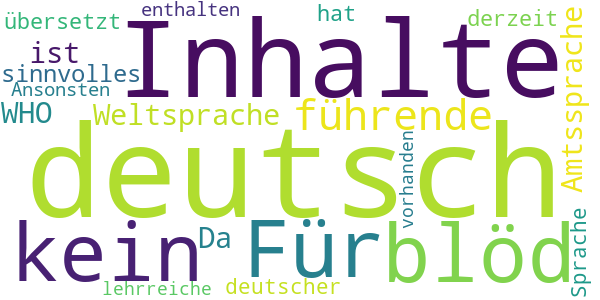 übersetzt
enthalten
hat
derzeit
Inhalte
ist
sinnvolles
Ansonsten
WHO
Weltsprache
führende
Amtssprache
deutsch
vorhanden
kein
Da
Für
blöd
Sprache
lehrreiche
deutscher